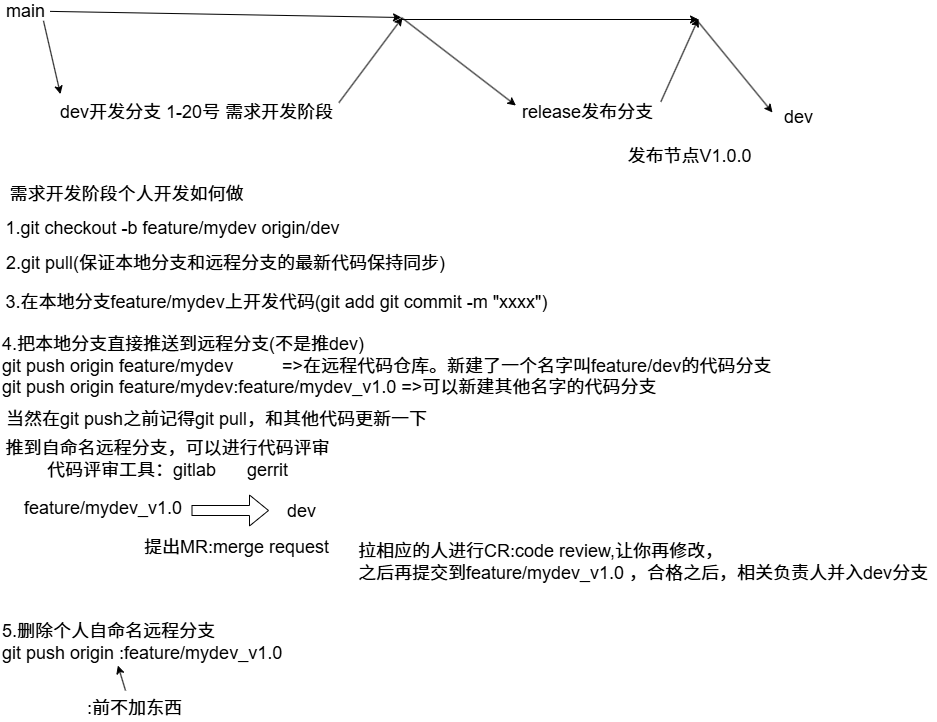 main
dev开发分支 1-20号 需求开发阶段
release发布分支
dev
发布节点V1.0.0
需求开发阶段个人开发如何做
1.git checkout -b feature/mydev origin/dev
2.git pull(保证本地分支和远程分支的最新代码保持同步)
3.在本地分支feature/mydev上开发代码(git add git commit -m "xxxx")
4.把本地分支直接推送到远程分支(不是推dev)
git push origin feature/mydev =>在远程代码仓库。新建了一个名字叫feature/dev的代码分支
git push origin feature/mydev:feature/mydev_v1.0 =>可以新建其他名字的代码分支
当然在git push之前记得git pull，和其他代码更新一下
推到自命名远程分支，可以进行代码评审
代码评审工具：gitlab gerrit
feature/mydev_v1.0
dev
提出MR:merge request
拉相应的人进行CR:code review,让你再修改，
之后再提交到feature/mydev_v1.0 ，合格之后，相关负责人并入dev分支
5.删除个人自命名远程分支
git push origin :feature/mydev_v1.0
:前不加东西